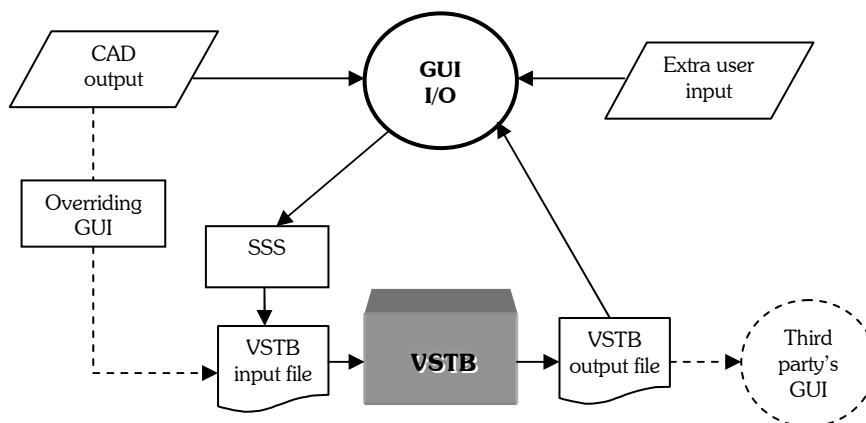 CAD
output
GUI
I/O
Extra user
input
Overriding
GUI
SSS
VSTB
input file
VSTB
VSTB
output file
Third
party's
GUI